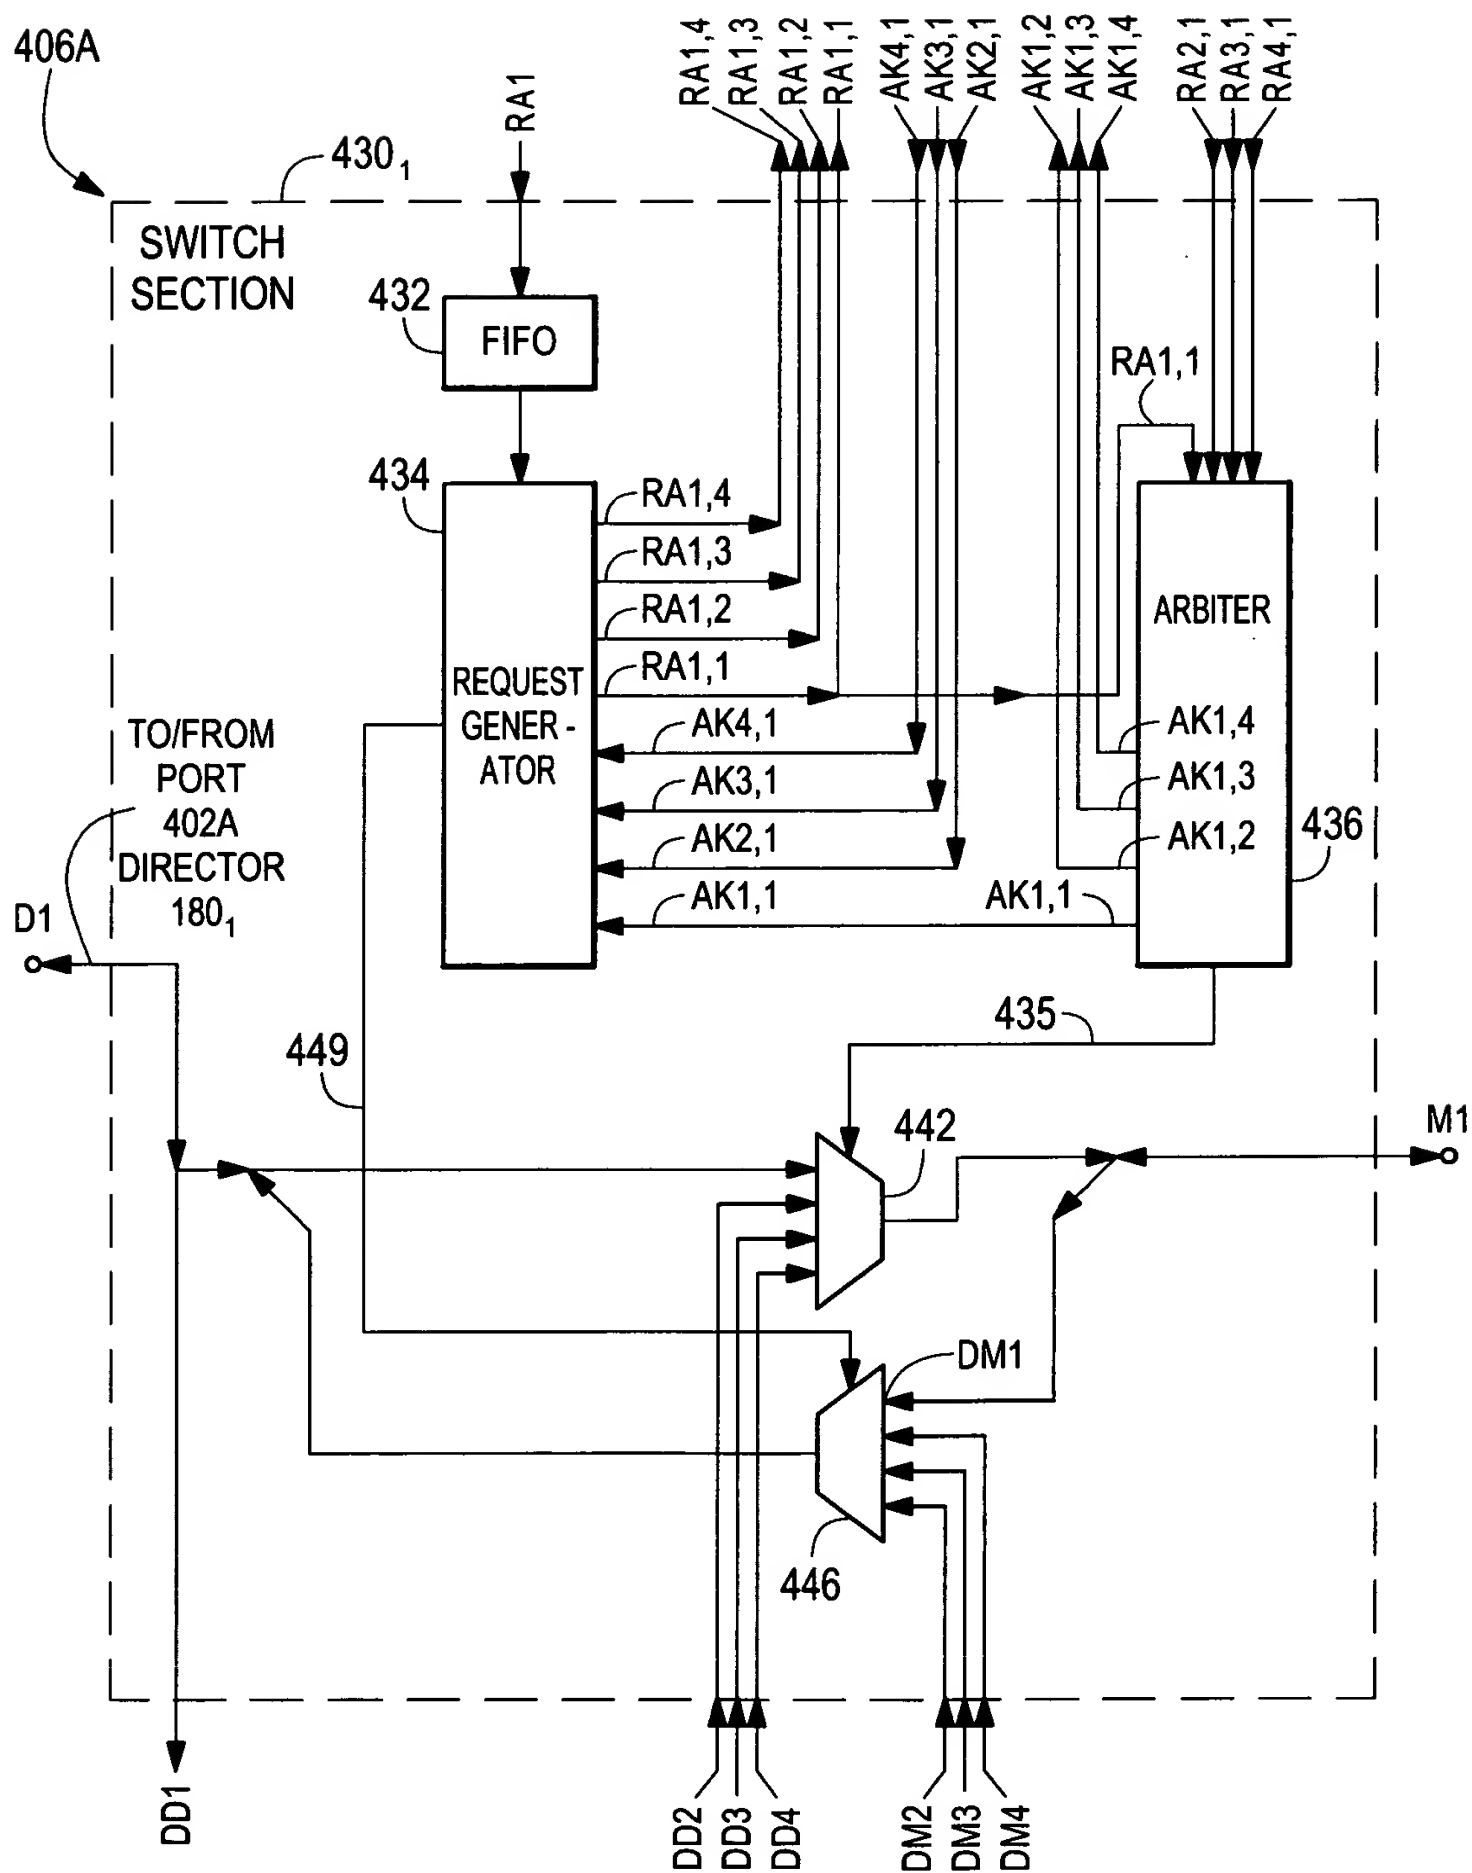 406A
430₁
RA1
RA1,4
RA1,3
RA1,2
RA1,1
AK4,1
AK3,1
AK2,1
AK1,2
AK1,3
AK1,4
RA2,1
RA3,1
RA4,1
SWITCH
SECTION
432
FIFO
RA1,1
434
RA1,4
RA1,3
RA1,2
RA1,1
REQUEST
GENER -
ATOR
AK4,1
AK3,1
AK2,1
AK1,1
ARBITER
AK1,4
AK1,3
AK1,2
AK1,1
436
TO/FROM
PORT
402A
DIRECTOR
180₁
D1
435
449
442
M1
DM1
446
DD1
DD2
DD3
DD4
DM2
DM3
DM4